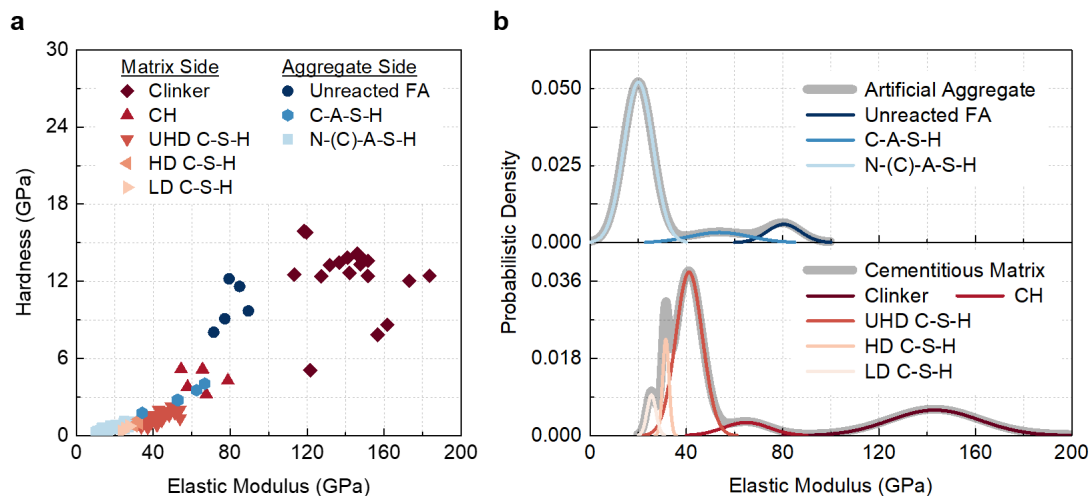 a
Hardness (GPa)
30
24
18
12
6
0
Matrix Side
Clinker
CH
UHD C-S-H
HD C-S-H
LD C-S-H
Aggregate Side
Unreacted FA
C-A-S-H
N-(C)-A-S-H
0 40 80 120 160 200
Elastic Modulus (GPa)
b
Probabilistic Density
0.050
0.025
0.000
Artificial Aggregate
Unreacted FA
C-A-S-H
N-(C)-A-S-H
0.036
0.018
0.000
Cementitious Matrix
Clinker CH
UHD C-S-H
HD C-S-H
LD C-S-H
0 40 80 120 160 200
Elastic Modulus (GPa)